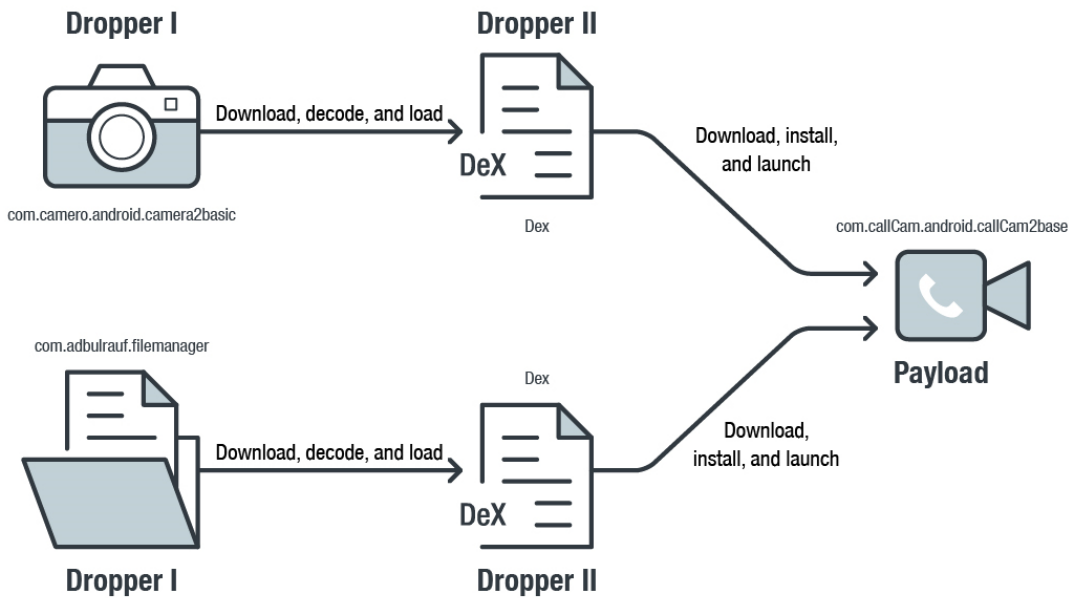 Dropper I
Dropper II
Download, decode, and load
DeX
Download, install,
and launch
com.camero.android.camera2basic
Dex
com.callCam.android.callCam2base
com.adbulrauf.filemanager
Dex
Payload
Download, decode, and load
DeX
Download,
install, and launch
Dropper I
Dropper II